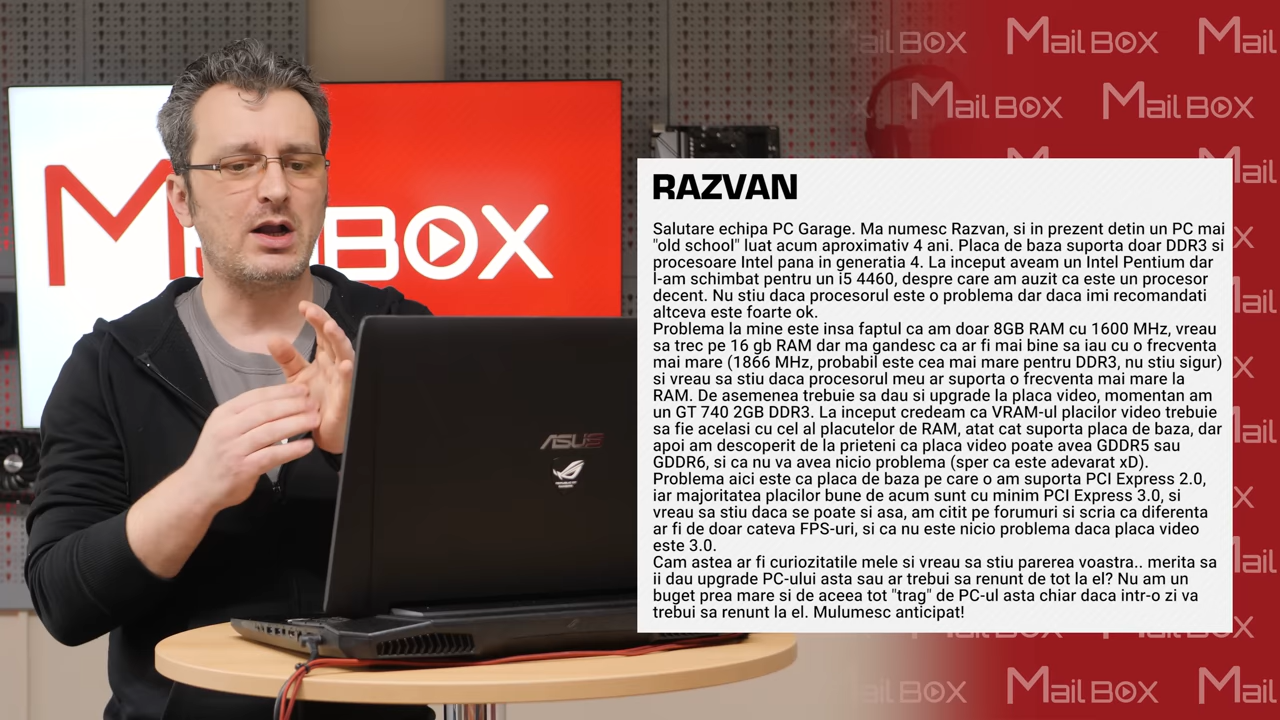 MAILBOX
ASUS
RAZVAN
Salutare echipa PC Garage. Ma numesc Razvan, si in prezent detin un PC mai
"old school" luat acum aproximativ 4 ani. Placa de baza suporta doar DDR3 si
procesoare Intel pana in generatia 4. La inceput aveam un Intel Pentium dar
l-am schimbat pentru un i5 4460, despre care am auzit ca este un procesor
decent. Nu stiu daca procesorul este o problema dar daca imi recomandati
altceva este foarte ok.
Problema la mine este insa faptul ca am doar 8GB RAM cu 1600 MHz, vreau
sa trec pe 16 gb RAM dar ma gandesc ca ar fi mai bine sa iau cu o frecventa
mai mare (1866 MHz, probabil este cea mai mare pentru DDR3, nu stiu sigur)
si vreau sa stiu daca procesorul meu ar suporta o frecventa mai mare la
RAM. De asemenea trebuie sa dau si upgrade la placa video, momentan am
un GT 740 2GB DDR3. La inceput credeam ca VRAM-ul placilor video trebuie
sa fie acelasi cu cel al placutelor de RAM, atat cat suporta placa de baza, dar
apoi am descoperit de la prieteni ca placa video poate avea GDDR5 sau
GDDR6, si ca nu va avea nicio problema (sper ca este adevarat xD).
Problema aici este ca placa de baza pe care o am suporta PCI Express 2.0,
iar majoritatea placilor bune de acum sunt cu minim PCI Express 3.0, si
vreau sa stiu daca se poate si asa, am citit pe forumuri si scria ca diferenta
ar fi de doar cateva FPS-uri, si ca nu este nicio problema daca placa video
este 3.0.
Cam astea ar fi curiozitatile mele si vreau sa stiu parerea voastra.. merita sa
ii dau upgrade PC-ului asta sau ar trebui sa renunt de tot la el? Nu am un
buget prea mare si de aceea tot "trag" de PC-ul asta chiar daca intr-o zi va
trebui sa renunt la el. Mulumesc anticipat!
ail BOX MAIL BOX MAIL
MAIL BOX MAIL BOX
ail BOX MAIL BOX MAIL